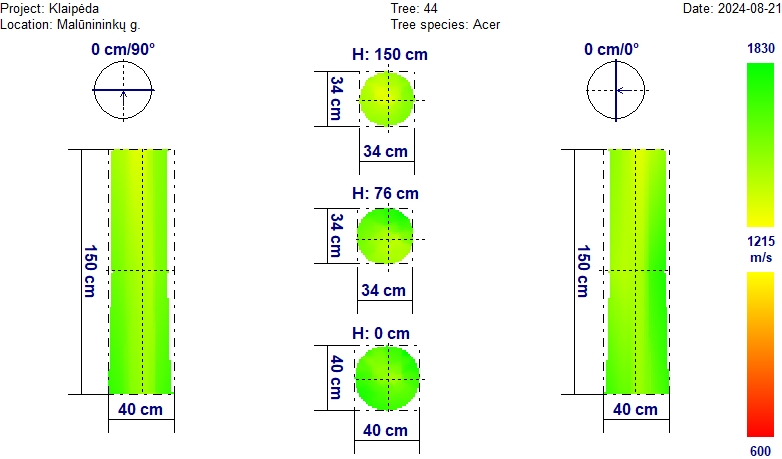 Project: Klaipėda Tree: 44 Date: 2024-08-21
Location: Malūnininkų g. Tree species: Acer
0 cm/90° H: 150 cm 0 cm/0° 1830
34 cm
34 cm
H: 76 cm
34 cm
34 cm
150 cm
150 cm
1215
m/s
H: 0 cm
40 cm
40 cm
40 cm
40 cm
600